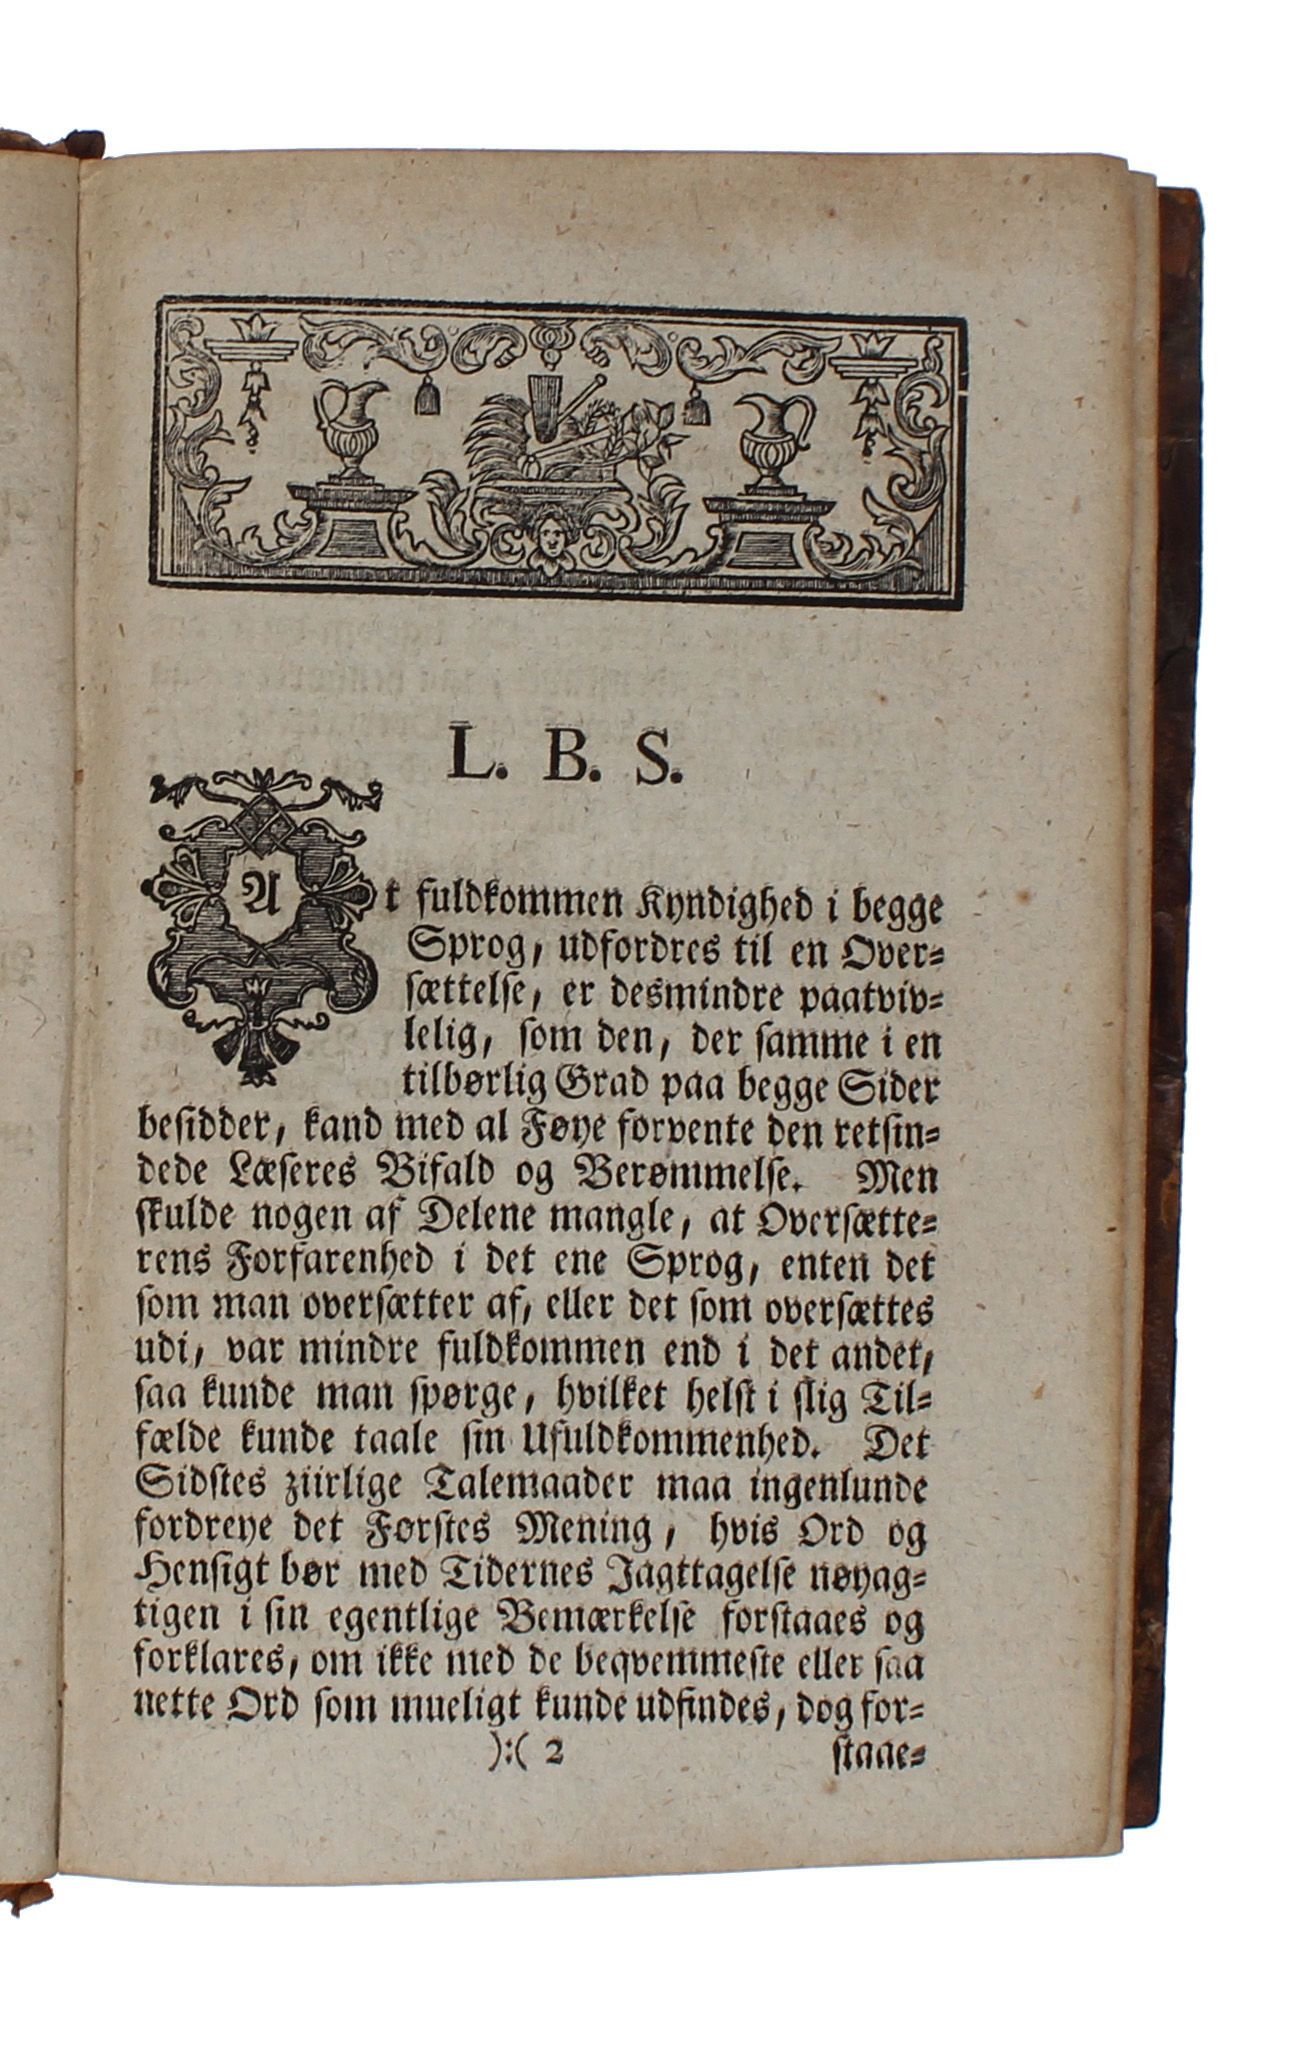 L. B. S.
At fuldkommen Kyndighed i begge
Sprog, udfordres til en Over-
sættelse, er desmindre paatviv-
lelig, som den, der samme i en
tilbørlig Grad paa begge Sider
besidder, kand med al Føye forvente den retsin-
dede Læseres Bifald og Berømmelse. Men
skulde nogen af Delene mangle, at Oversætte-
rens Forfarenhed i det ene Sprog, enten det
som man oversætter af, eller det som oversættes
udi, var mindre fuldkommen end i det andet,
saa kunde man spørge, hvilket helst i slig Til-
fælde kunde taale sin Ufuldkommenhed. Det
Sidstes ziirlige Talemaader maa ingenlunde
fordreye det Førstes Mening, hvis Ord og
Hensigt bør med Tidernes Jagttagelse nøyag-
tigen i sin egentlige Bemærkelse forstaaes og
forklares, om ikke med de beqvemmeste eller saa
nette Ord som mueligt kunde udfindes, dog for-
):( 2 staae-